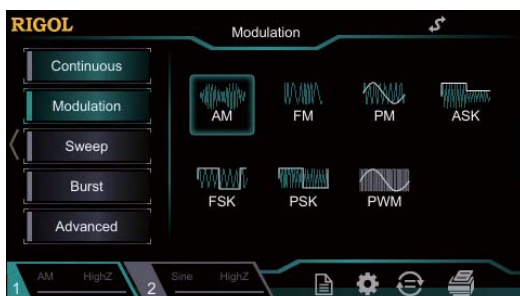 RIGOL
Modulation
Continuous
Modulation
Sweep
Burst
Advanced
AM
FM
PM
ASK
FSK
PSK
PWM
1 AM HighZ
2 Sine HighZ